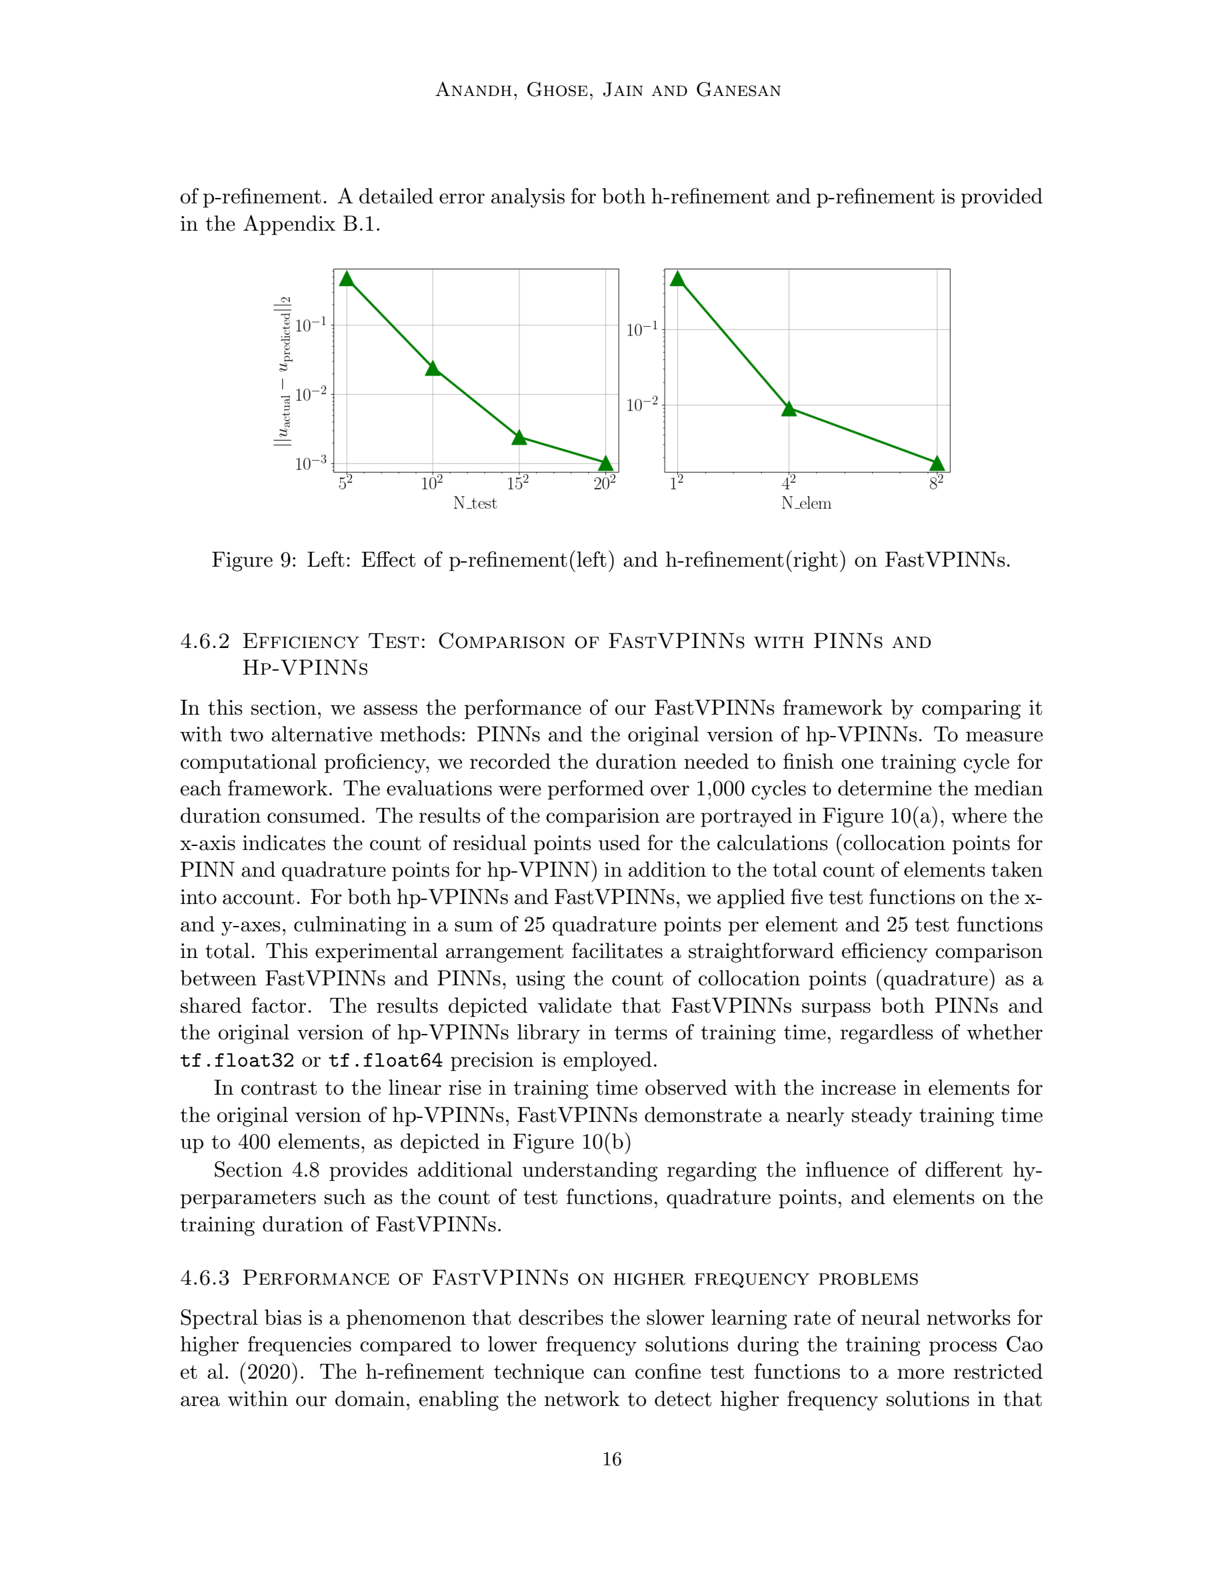 Anandh, Ghose, Jain and Ganesan
of p-refinement. A detailed error analysis for both h-refinement and p-refinement is provided
in the Appendix B.1.
||u_actual − u_predicted||_2
10^−1
10^−2
10^−3
5^2 10^2 15^2 20^2
N_test
10^−1
10^−2
1^2 4^2 8^2
N_elem
Figure 9: Left: Effect of p-refinement(left) and h-refinement(right) on FastVPINNs.
4.6.2 Efficiency Test: Comparison of FastVPINNs with PINNs and
Hp-VPINNs
In this section, we assess the performance of our FastVPINNs framework by comparing it
with two alternative methods: PINNs and the original version of hp-VPINNs. To measure
computational proficiency, we recorded the duration needed to finish one training cycle for
each framework. The evaluations were performed over 1,000 cycles to determine the median
duration consumed. The results of the comparision are portrayed in Figure 10(a), where the
x-axis indicates the count of residual points used for the calculations (collocation points for
PINN and quadrature points for hp-VPINN) in addition to the total count of elements taken
into account. For both hp-VPINNs and FastVPINNs, we applied five test functions on the x-
and y-axes, culminating in a sum of 25 quadrature points per element and 25 test functions
in total. This experimental arrangement facilitates a straightforward efficiency comparison
between FastVPINNs and PINNs, using the count of collocation points (quadrature) as a
shared factor. The results depicted validate that FastVPINNs surpass both PINNs and
the original version of hp-VPINNs library in terms of training time, regardless of whether
tf.float32 or tf.float64 precision is employed.
In contrast to the linear rise in training time observed with the increase in elements for
the original version of hp-VPINNs, FastVPINNs demonstrate a nearly steady training time
up to 400 elements, as depicted in Figure 10(b)
Section 4.8 provides additional understanding regarding the influence of different hy-
perparameters such as the count of test functions, quadrature points, and elements on the
training duration of FastVPINNs.
4.6.3 Performance of FastVPINNs on higher frequency problems
Spectral bias is a phenomenon that describes the slower learning rate of neural networks for
higher frequencies compared to lower frequency solutions during the training process Cao
et al. (2020). The h-refinement technique can confine test functions to a more restricted
area within our domain, enabling the network to detect higher frequency solutions in that
16